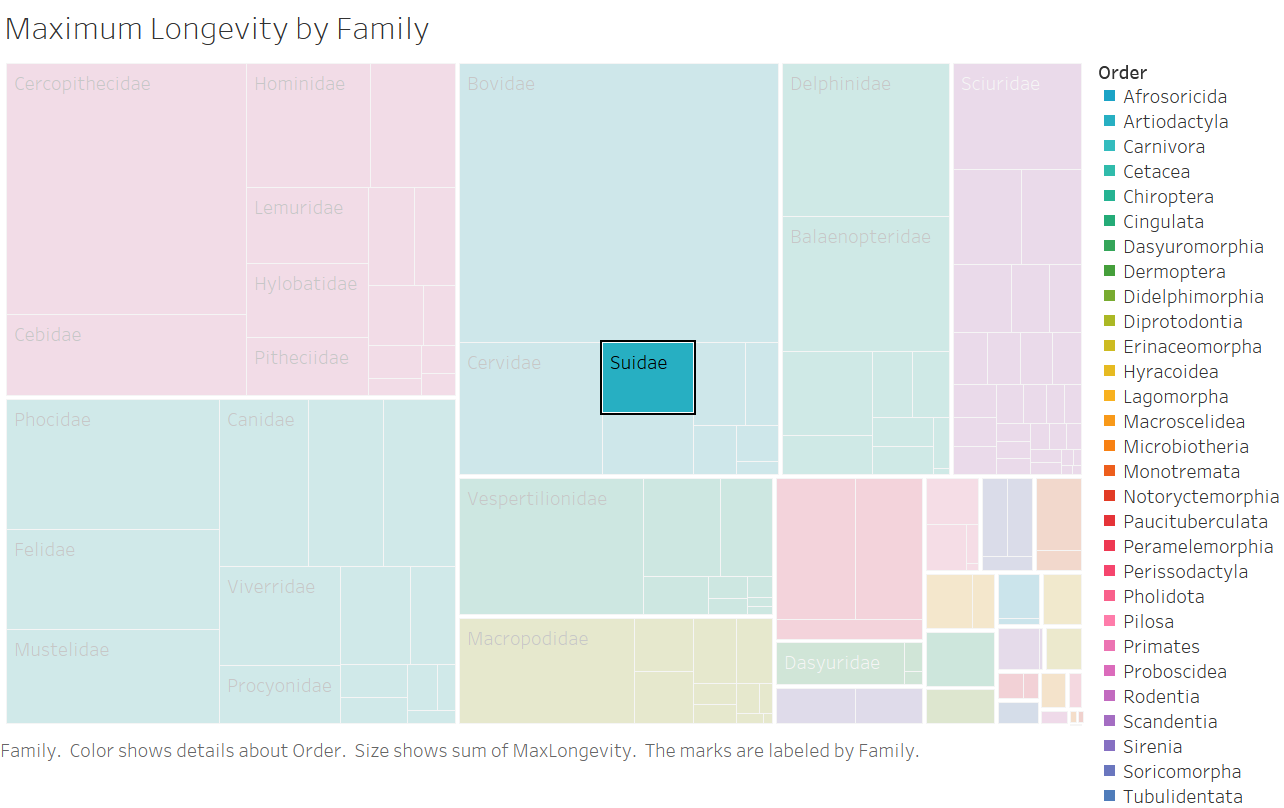 Maximum Longevity by Family
Cercopithecidae
Hominidae
Lemuridae
Hylobatidae
Pitheciidae
Cebidae
Phocidae
Felidae
Mustelidae
Canidae
Viverridae
Procyonidae
Bovidae
Cervidae
Suidae
Vespertilionidae
Macropodidae
Delphinidae
Balaenopteridae
Sciuridae
Dasyuridae
Order
Afrosoricida
Artiodactyla
Carnivora
Cetacea
Chiroptera
Cingulata
Dasyuromorphia
Dermoptera
Didelphimorphia
Diprotodontia
Erinaceomorpha
Hyracoidea
Lagomorpha
Macroscelidea
Microbiotheria
Monotremata
Notoryctemorphia
Paucituberculata
Peramelemorphia
Perissodactyla
Pholidota
Pilosa
Primates
Proboscidea
Rodentia
Scandentia
Sirenia
Soricomorpha
Tubulidentata
Family.  Color shows details about Order.  Size shows sum of MaxLongevity.  The marks are labeled by Family.